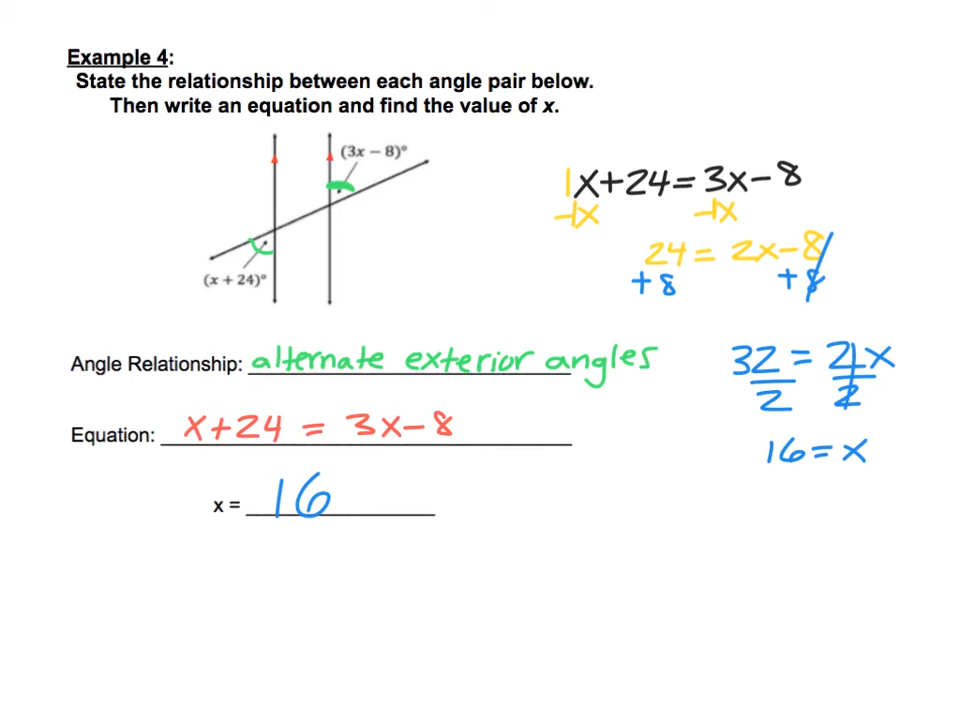 Example 4:
State the relationship between each angle pair below.
Then write an equation and find the value of x.
(3x – 8)°
(x + 24)°
1x+24=3x-8
-1x -1x
24 = 2x-8
+8 +8
32 = 2x
2 2
16=x
Angle Relationship: alternate exterior angles
Equation: x+24 = 3x-8
x = 16